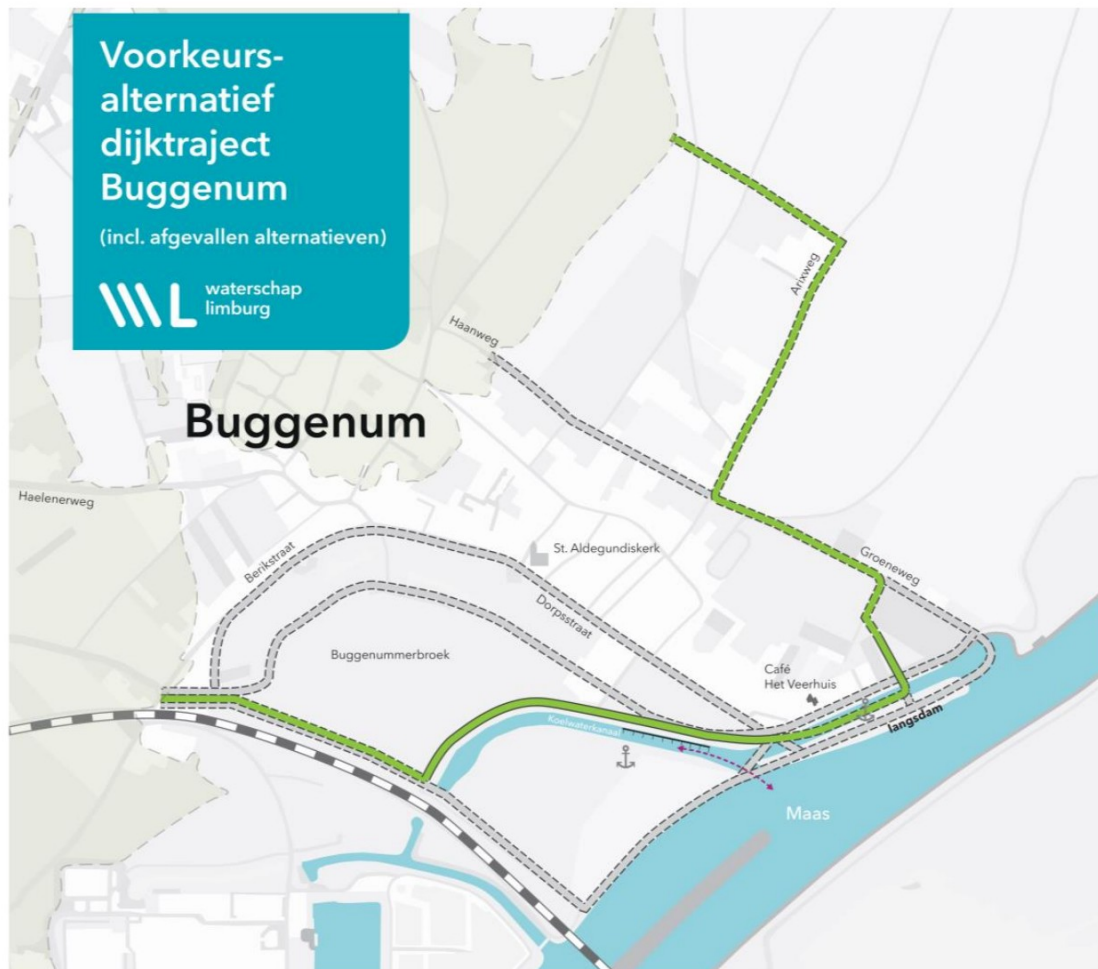 Voorkeurs-
alternatief
dijktraject
Buggenum
(incl. afgevallen alternatieven)
WL
waterschap
limburg
Arixweg
Haanweg
Buggenum
Haelenerweg
Berikstraat
St. Aldegundiskerk
Groeneweg
Dorpsstraat
Buggenummerbroek
Café
Het Veerhuis
langsdam
Koelwaterkanaal
Maas